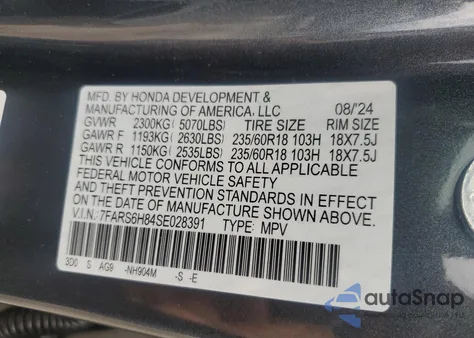 MFD. BY HONDA DEVELOPMENT &
MANUFACTURING OF AMERICA, LLC 08/'24
GVWR 2300KG( 5070LBS) TIRE SIZE RIM SIZE
GAWR F 1193KG( 2630LBS) 235/60R18 103H 18X7.5J
GAWR R 1150KG( 2535LBS) 235/60R18 103H 18X7.5J
THIS VEHICLE CONFORMS TO ALL APPLICABLE
FEDERAL MOTOR VEHICLE SAFETY
AND THEFT PREVENTION STANDARDS IN EFFECT
ON THE DATE OF MANUFACTURE SHOWN ABOVE.
V.I.N: 7FARS6H84SE028391 TYPE: MPV
3D0 S AG9 -NH904M -S -E
autoSnap